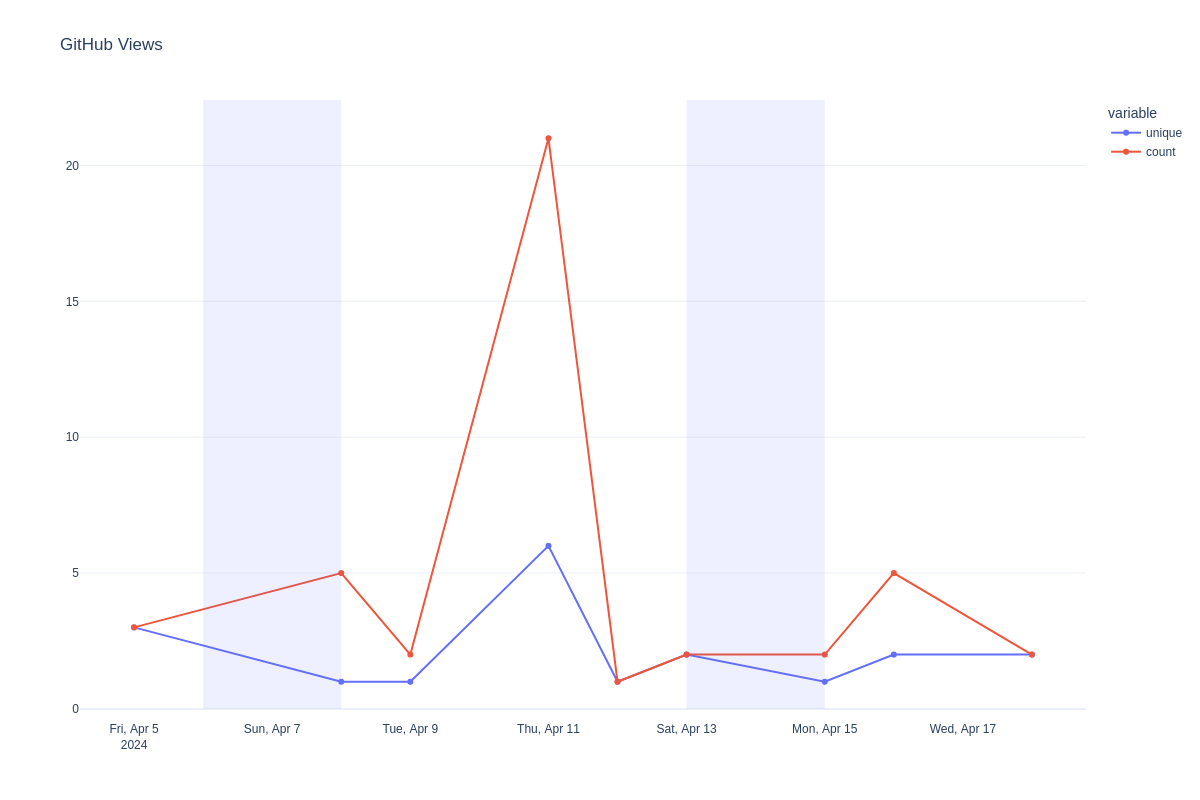 GitHub Views
variable
unique
count
20
15
10
5
0
Fri, Apr 5
2024
Sun, Apr 7
Tue, Apr 9
Thu, Apr 11
Sat, Apr 13
Mon, Apr 15
Wed, Apr 17